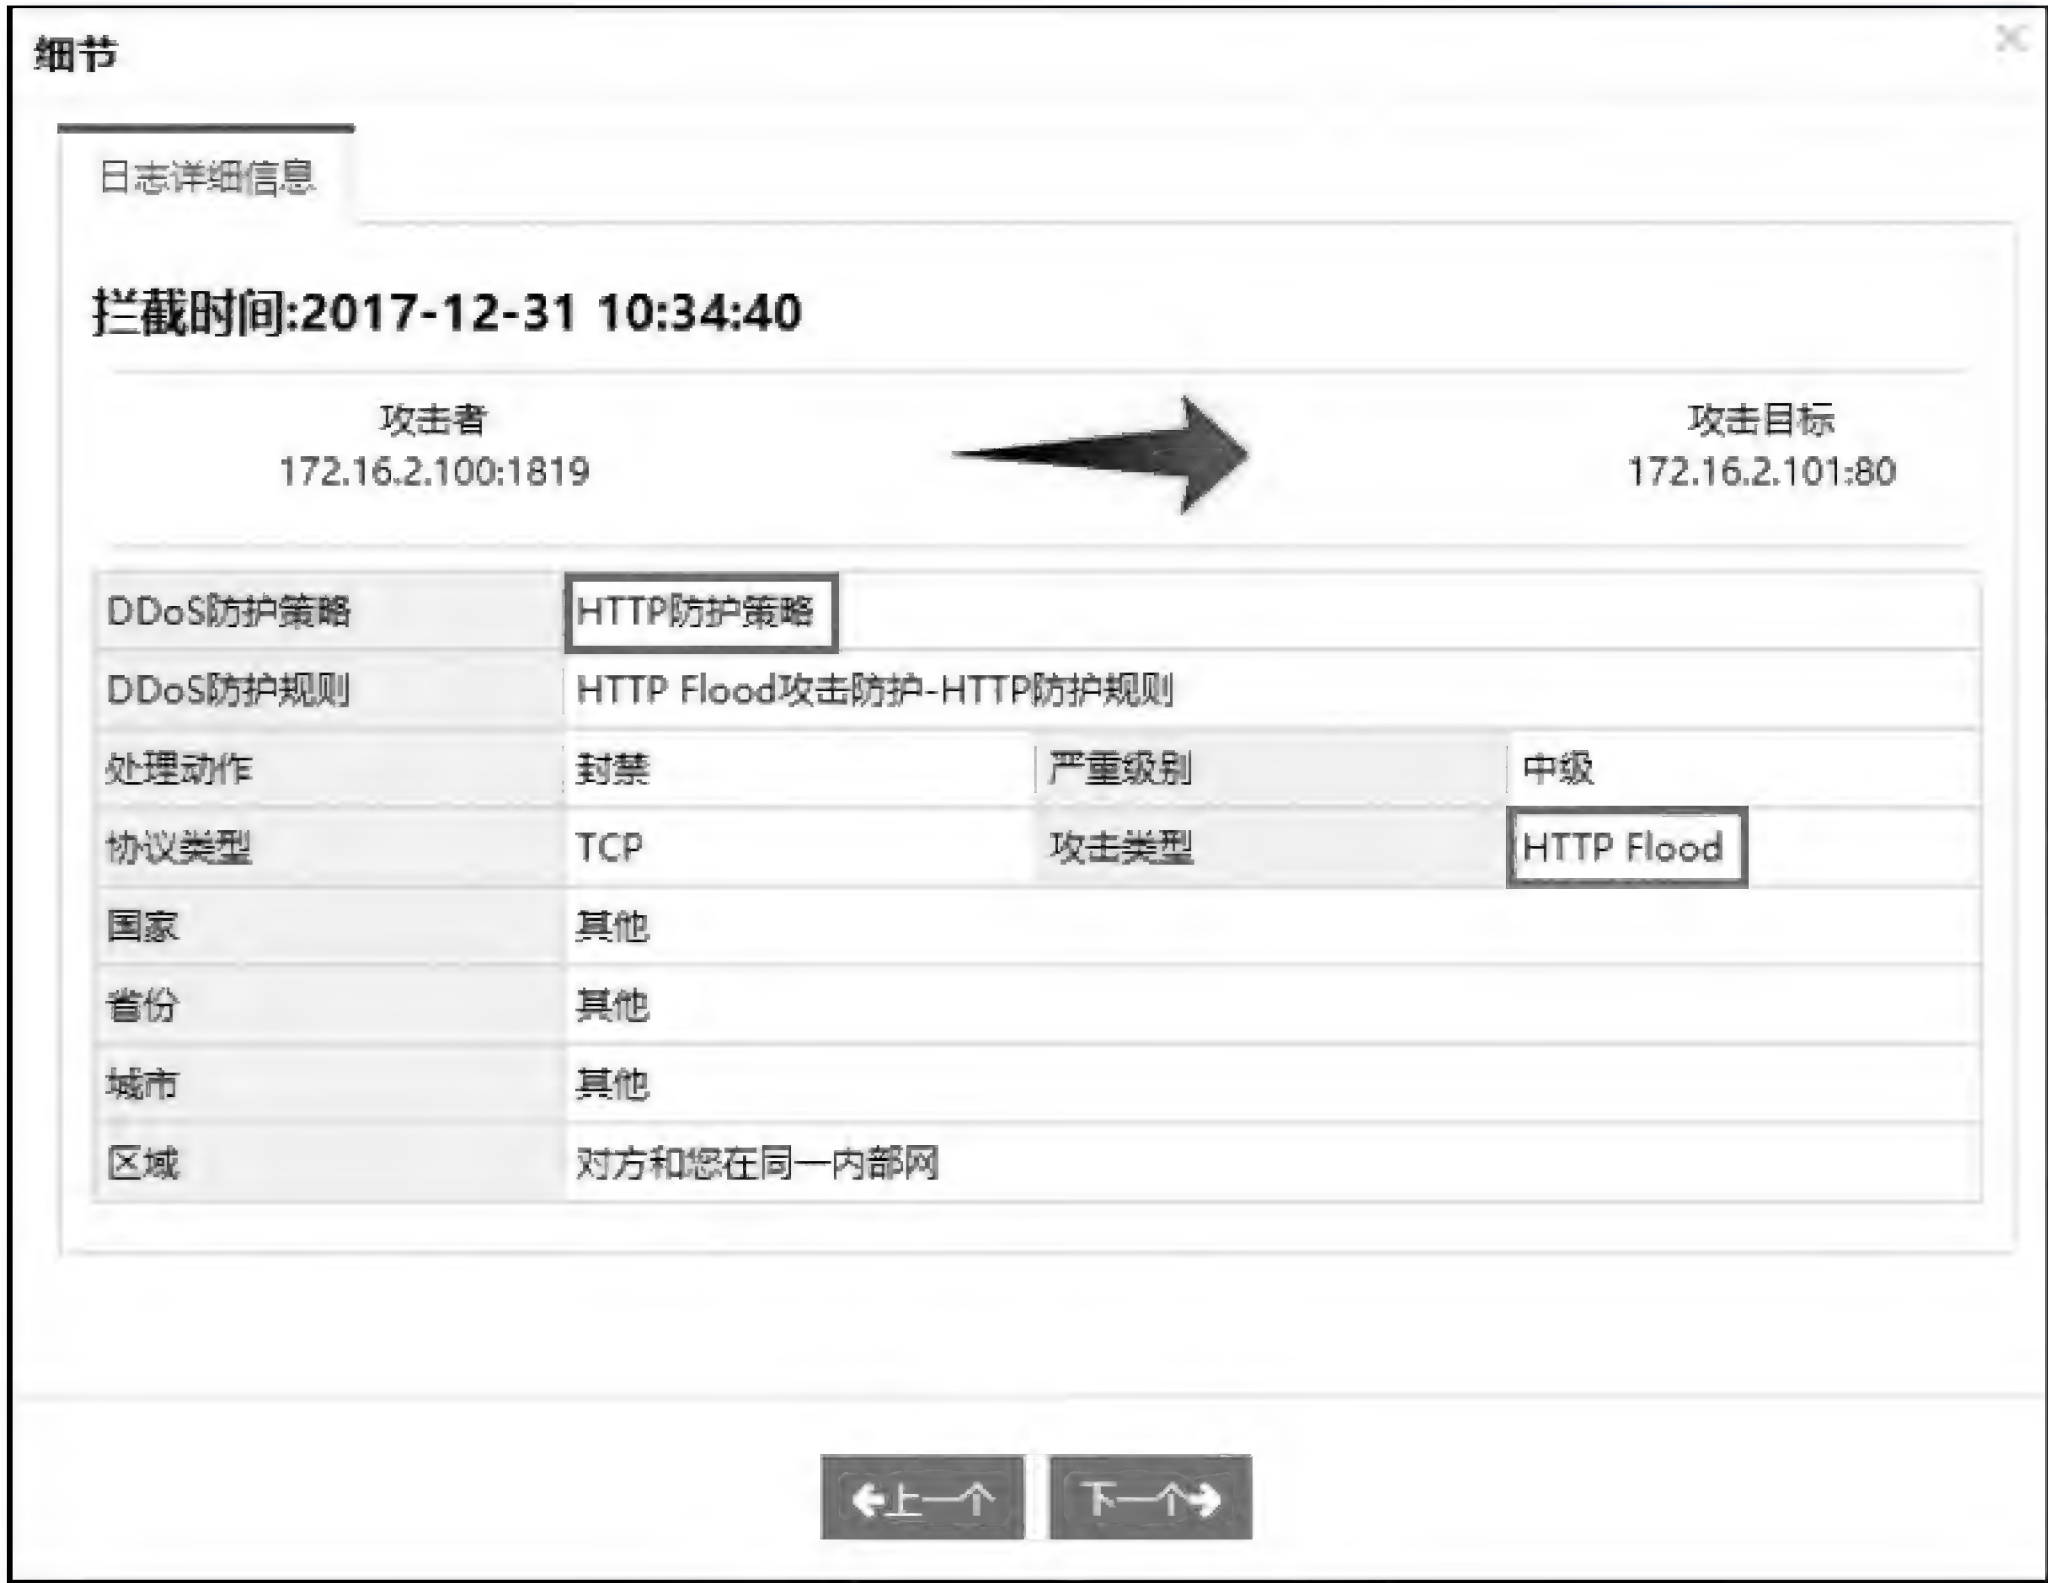 细节
日志详细信息
拦截时间:2017-12-31 10:34:40
攻击者
172.16.2.100:1819
攻击目标
172.16.2.101:80
DDoS防护策略 HTTP防护策略
DDoS防护规则 HTTP Flood攻击防护-HTTP防护规则
处理动作 封禁 严重级别 中级
协议类型 TCP 攻击类型 HTTP Flood
国家 其他
省份 其他
城市 其他
区域 对方和您在同一内部网
上一个 下一个